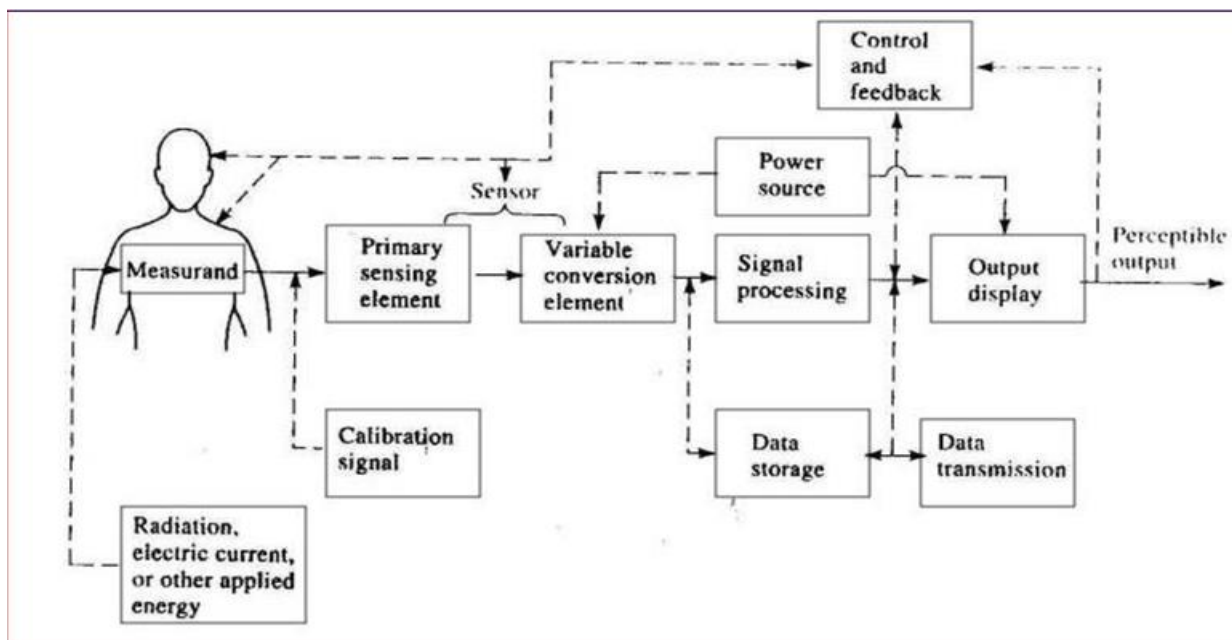 Control
and
feedback
Power
source
Sensor
Measurand
Primary
sensing
element
Variable
conversion
element
Signal
processing
Output
display
Perceptible
output
Calibration
signal
Data
storage
Data
transmission
Radiation,
electric current,
or other applied
energy